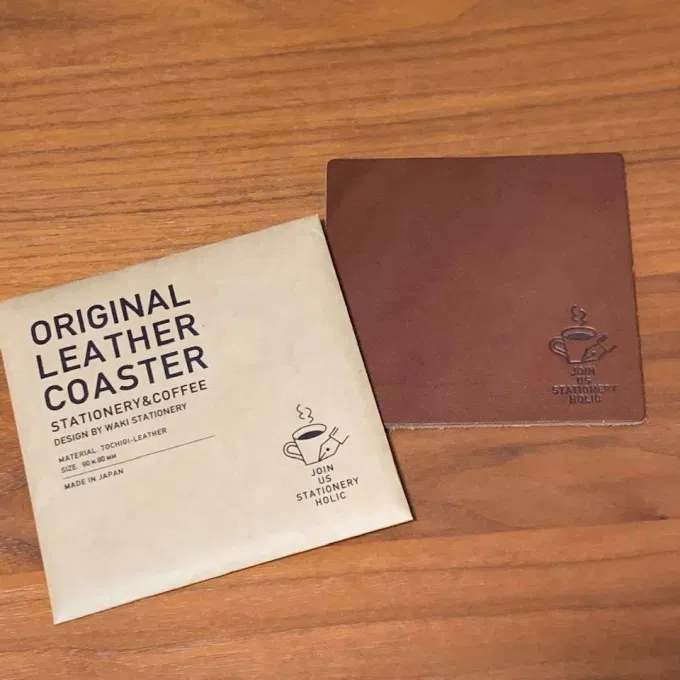 ORIGINAL
LEATHER
COASTER
STATIONERY&COFFEE
DESIGN BY WAKI STATIONERY
MATERIAL. TOCHIGI-LEATHER
SIZE. 90×90 MM
MADE IN JAPAN
JOIN
US
STATIONERY
HOLIC
JOIN
US
STATIONERY
HOLIC